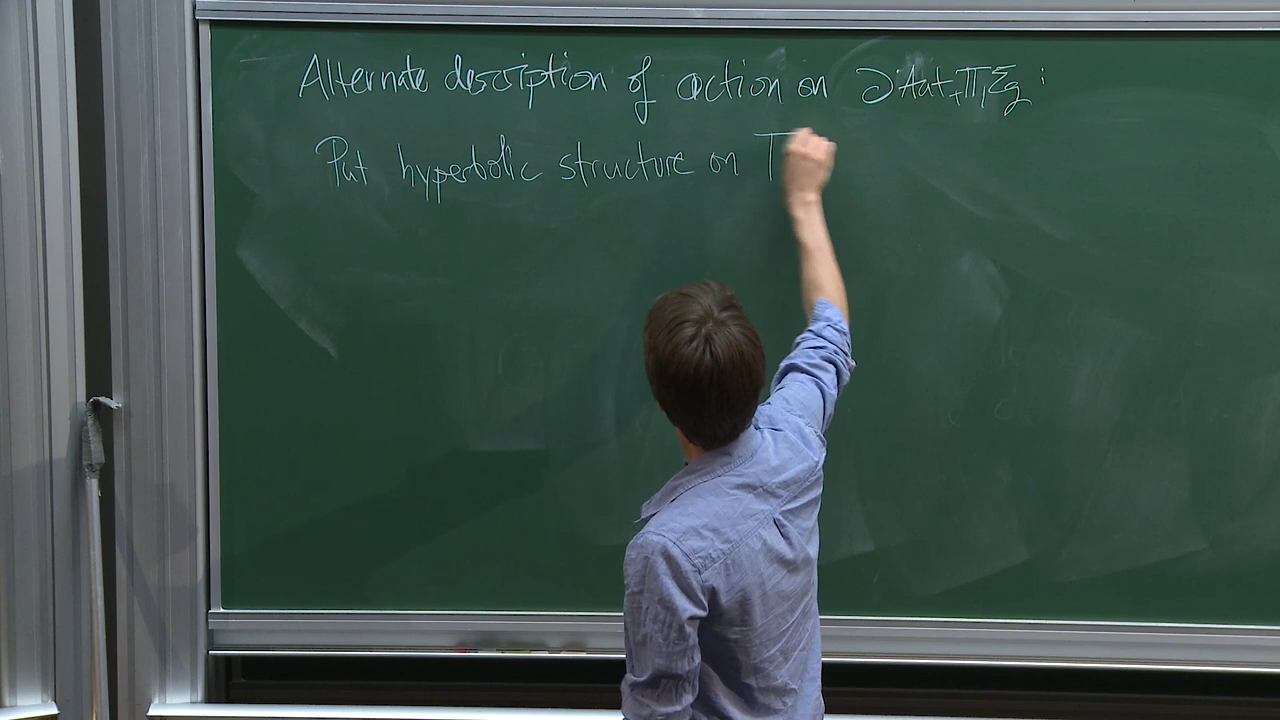 Alternate description of action on ∂Aut₊π₁Σg :
Put hyperbolic structure on T